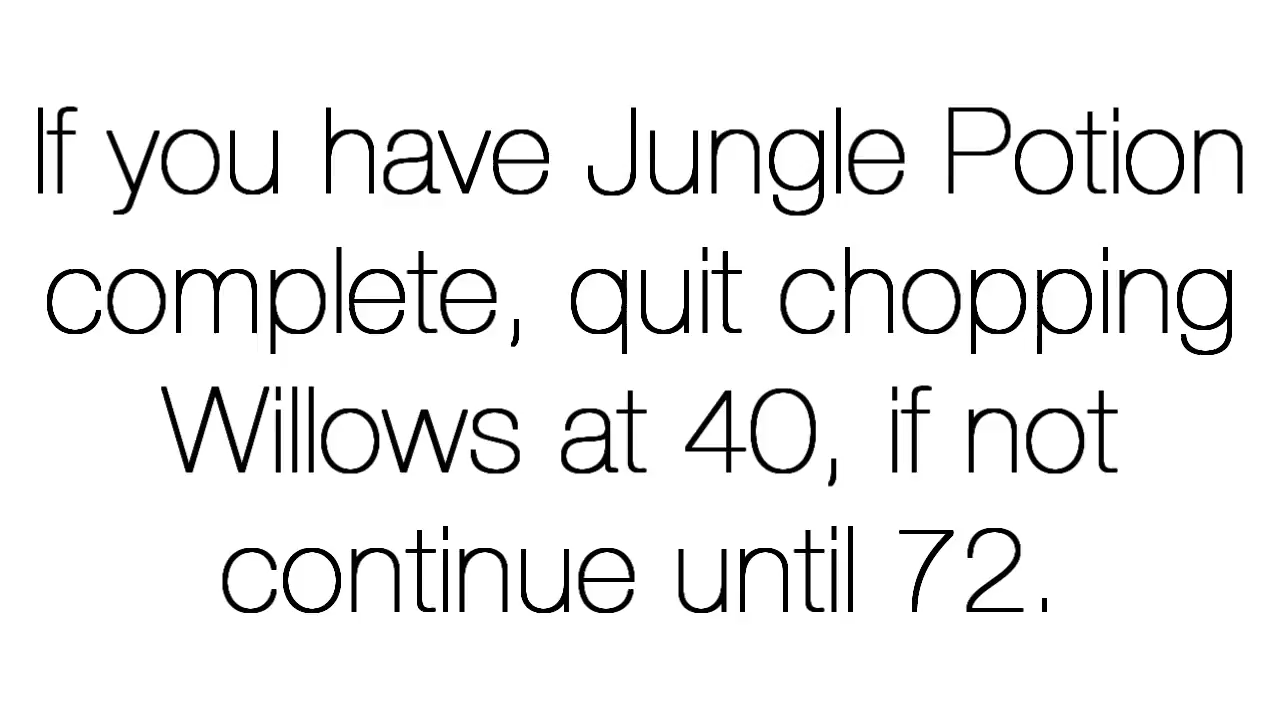 If you have Jungle Potion
complete, quit chopping
Willows at 40, if not
continue until 72.